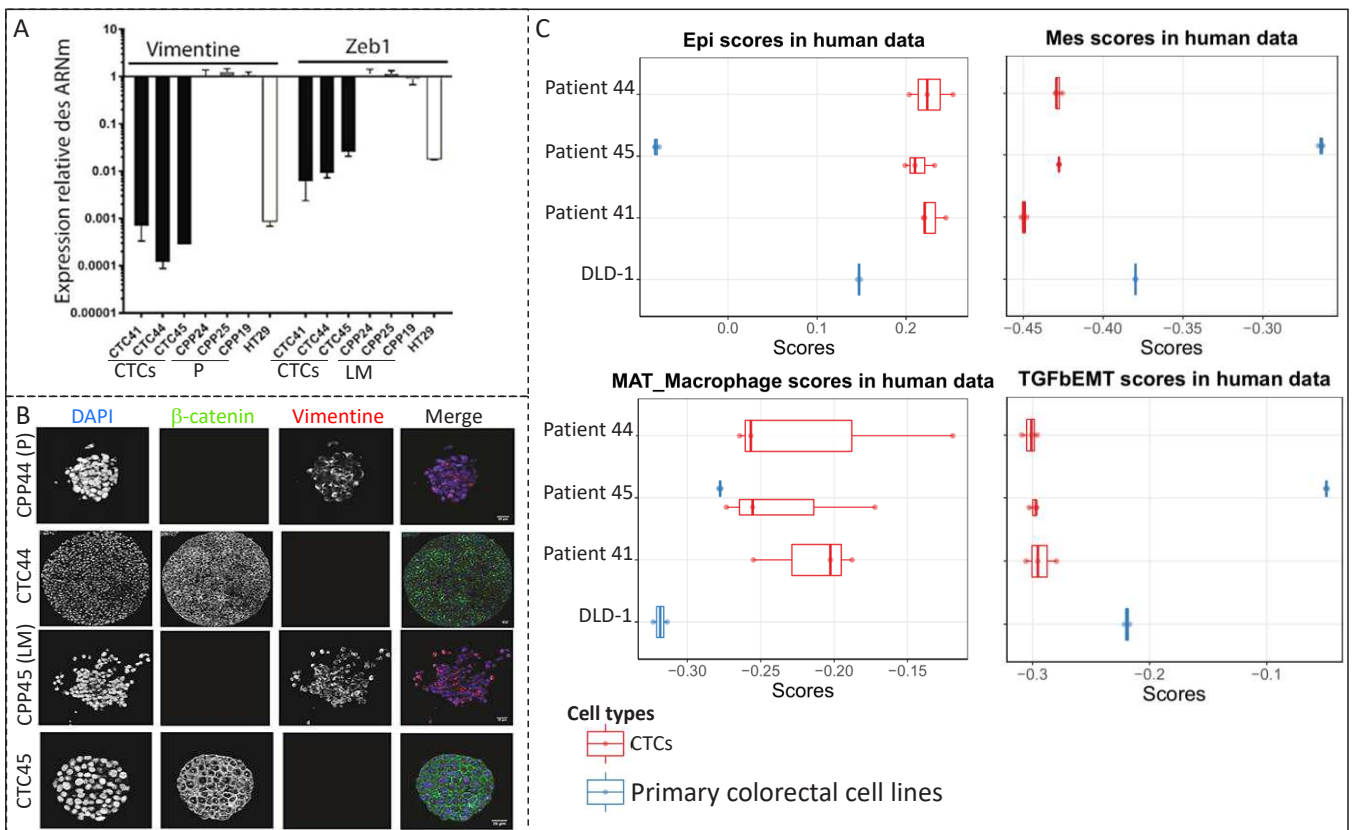 A
Vimentine Zeb1
Expression relative des ARNm
10
1
0.1
0.01
0.001
0.0001
0.00001
CTC41 CTC44 CTC45 CPP24 CPP25 CPP19 HT29 CTC41 CTC44 CTC45 CPP24 CPP25 CPP19 HT29
CTCs P CTCs LM
B
DAPI β-catenin Vimentine Merge
CPP44 (P)
CTC44
CPP45 (LM)
CTC45
C
Epi scores in human data
Patient 44
Patient 45
Patient 41
DLD-1
0.0 0.2
Scores
Mes scores in human data
−0.45 −0.40 −0.35 −0.30
Scores
MAT_Macrophage scores in human data
Patient 44
Patient 45
Patient 41
DLD-1
−0.30 −0.25 −0.20 −0.15
Scores
TGFbEMT scores in human data
−0.3 −0.2 −0.1
Scores
Cell types
CTCs
Primary colorectal cell lines